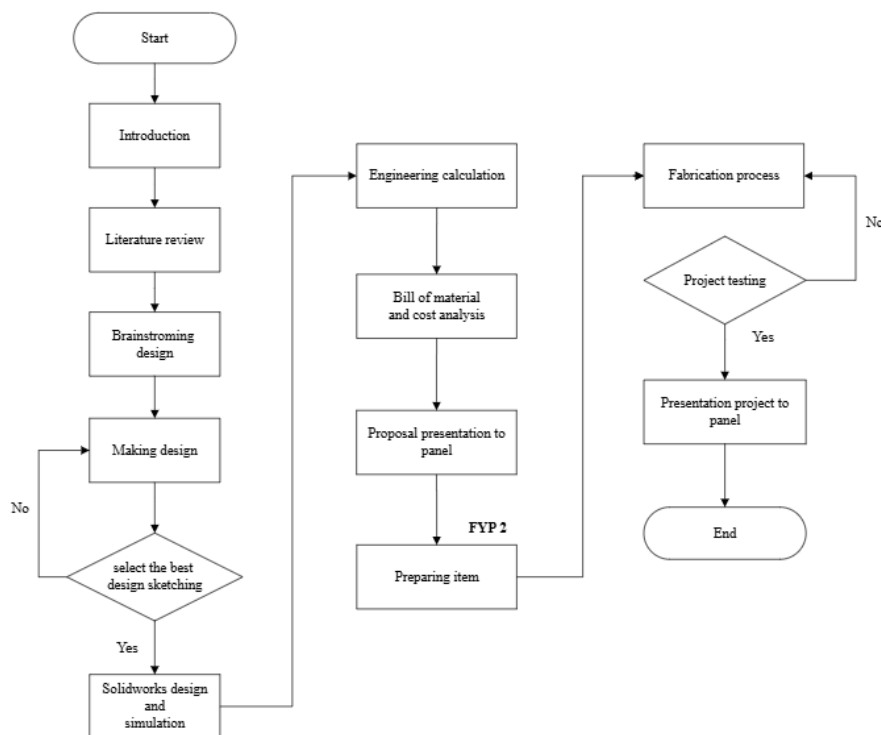 Start
Introduction
Literature review
Brainstroming
design
Making design
No
select the best
design sketching
Yes
Solidworks design
and
simulation
Engineering calculation
Bill of material
and cost analysis
Proposal presentation to
panel
FYP 2
Preparing item
Fabrication process
No
Project testing
Yes
Presentation project to
panel
End